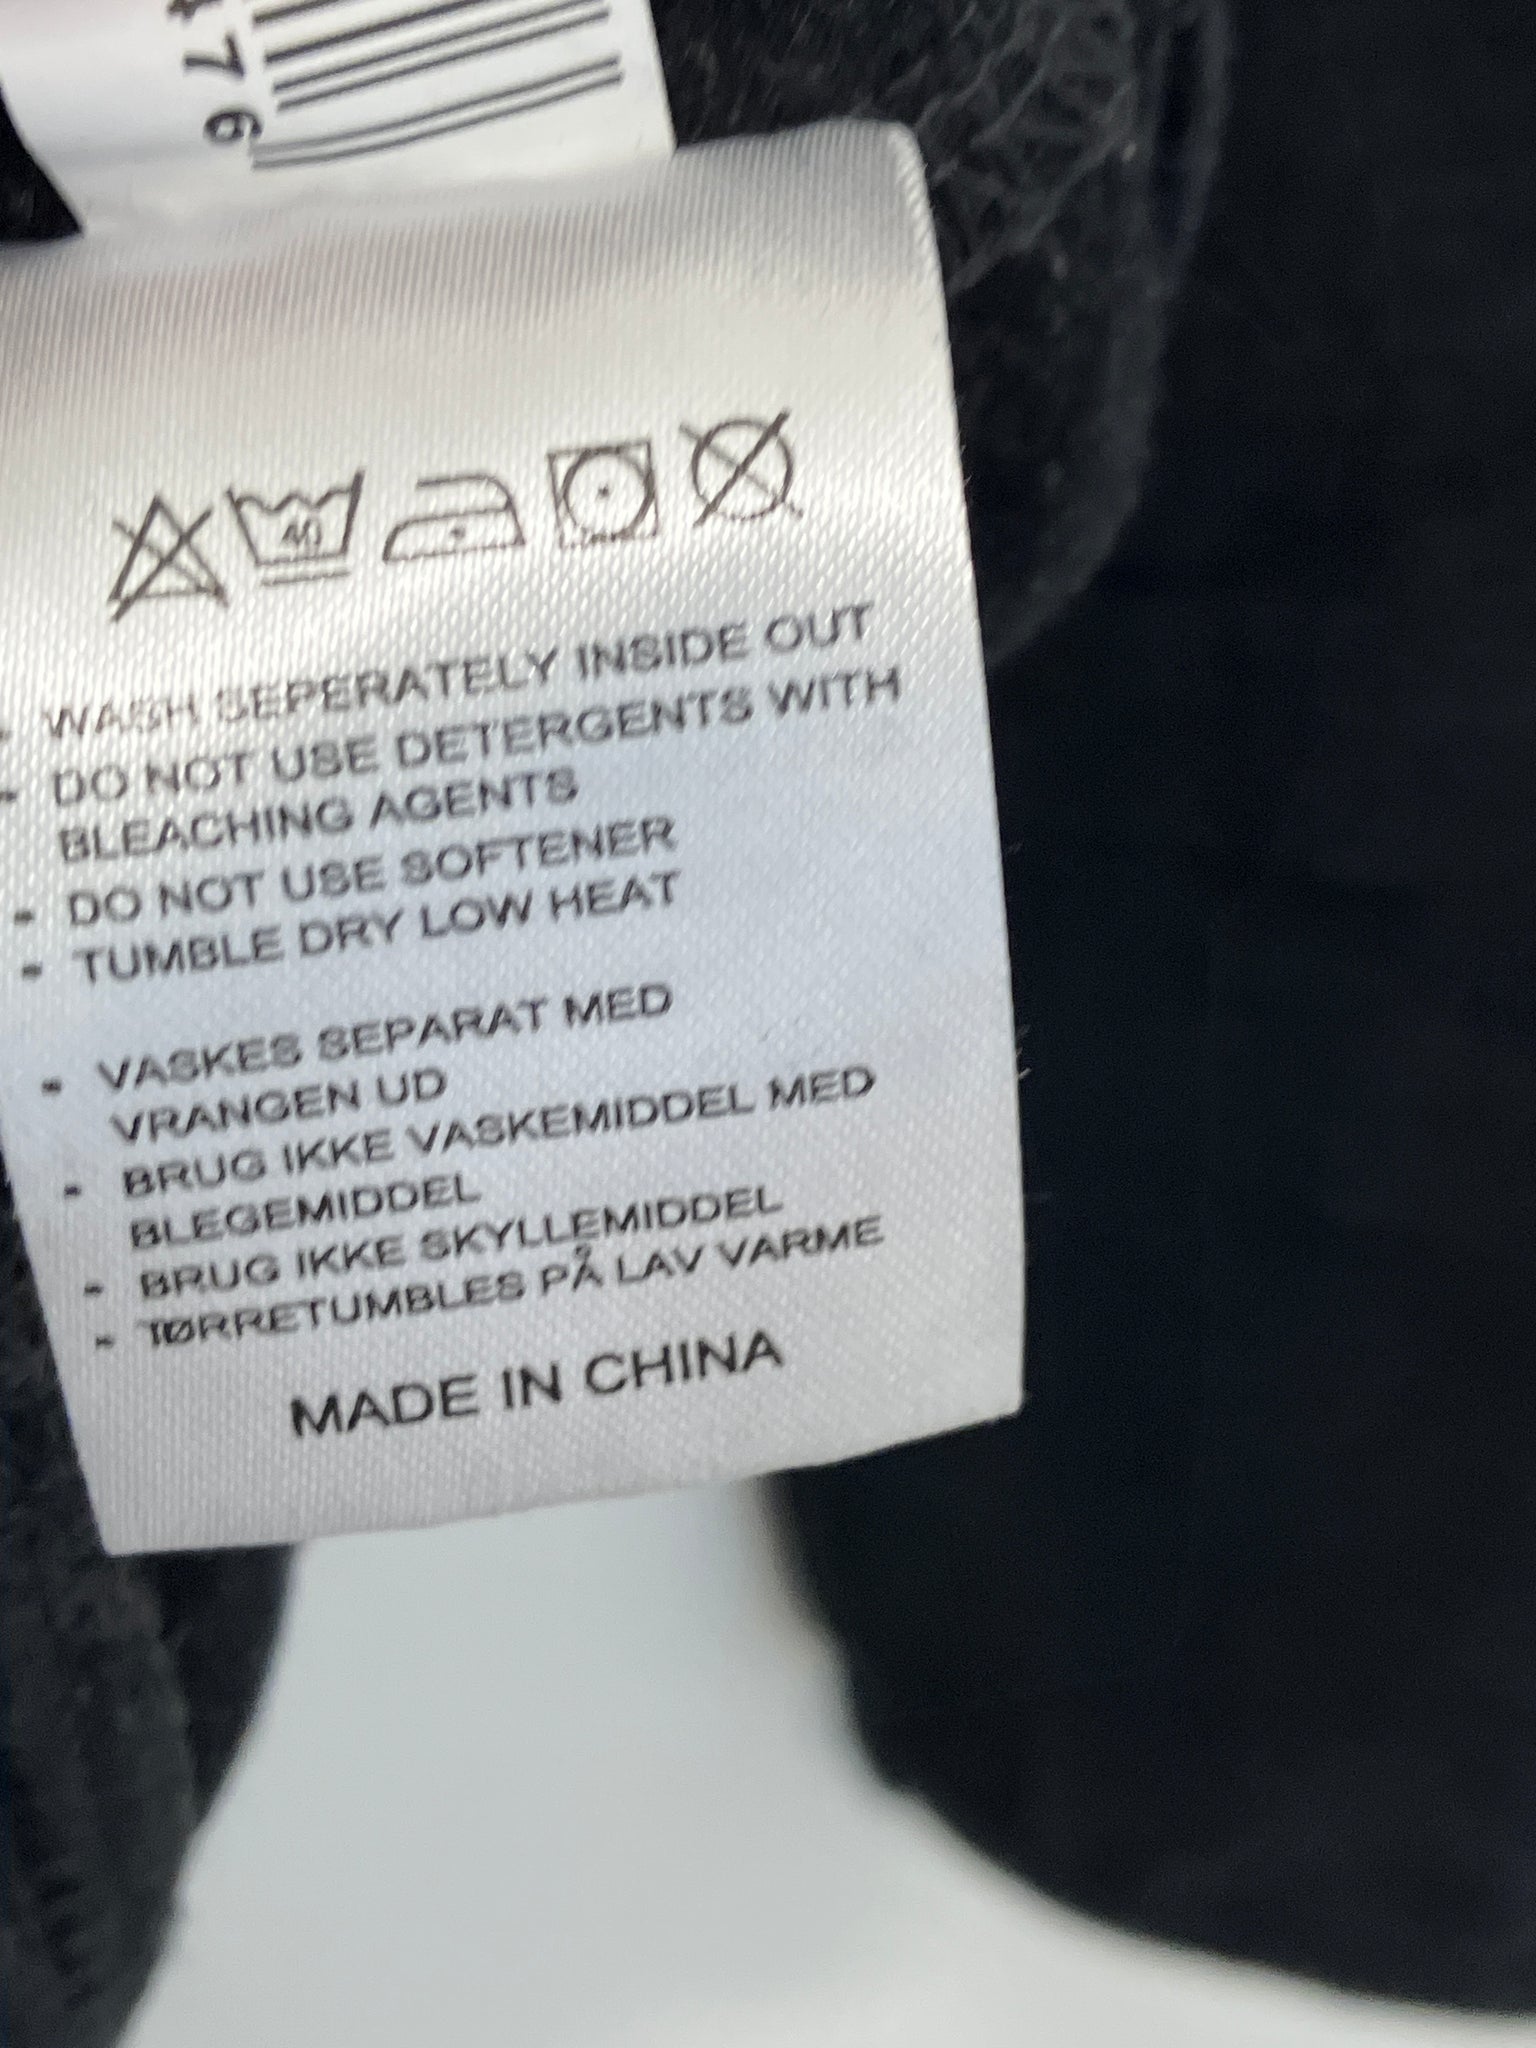 476
40
- WASH SEPERATELY INSIDE OUT
- DO NOT USE DETERGENTS WITH
BLEACHING AGENTS
- DO NOT USE SOFTENER
- TUMBLE DRY LOW HEAT
- VASKES SEPARAT MED
VRANGEN UD
- BRUG IKKE VASKEMIDDEL MED
BLEGEMIDDEL
- BRUG IKKE SKYLLEMIDDEL
- TØRRETUMBLES PÅ LAV VARME
MADE IN CHINA